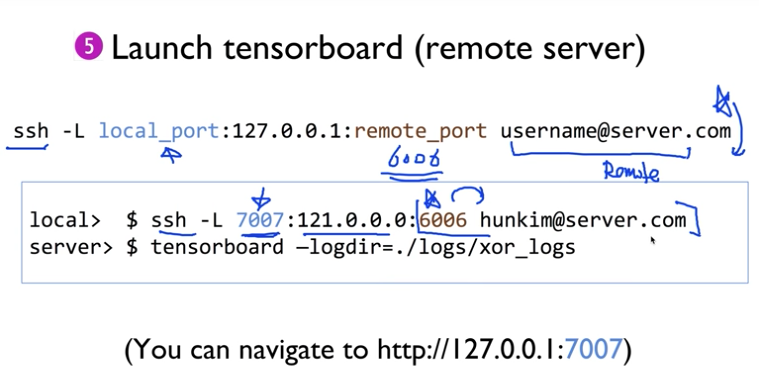 5 Launch tensorboard (remote server)
ssh -L local_port:127.0.0.1:remote_port username@server.com
6006
Remote
local> $ ssh -L 7007:121.0.0.0:6006 hunkim@server.com
server> $ tensorboard —logdir=./logs/xor_logs
(You can navigate to http://127.0.0.1:7007)